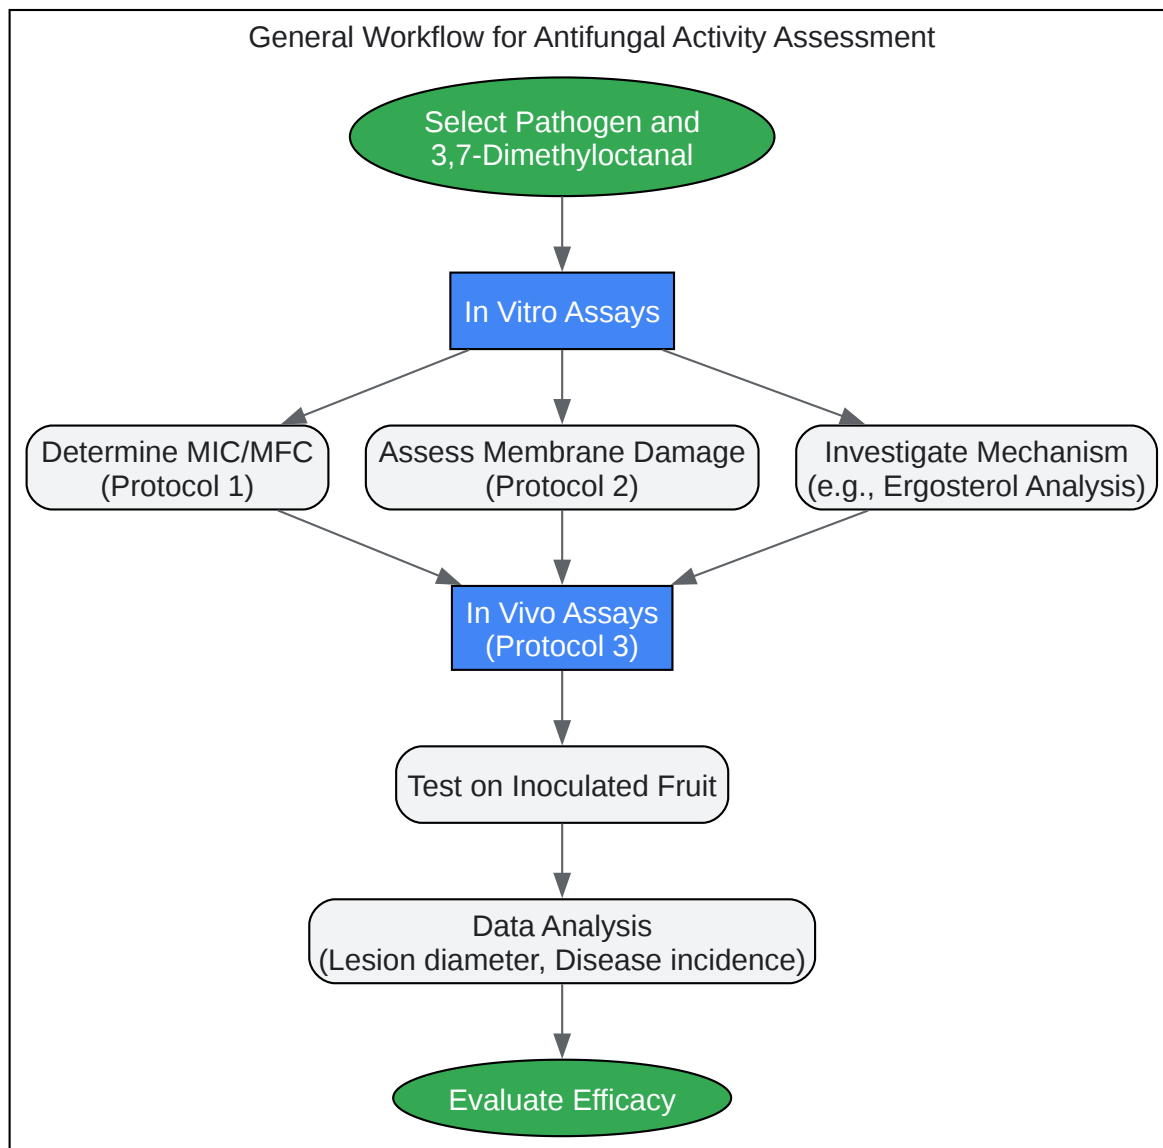 General Workflow for Antifungal Activity Assessment
Select Pathogen and
3,7-Dimethyloctanal
In Vitro Assays
Determine MIC/MFC
(Protocol 1)
Assess Membrane Damage
(Protocol 2)
Investigate Mechanism
(e.g., Ergosterol Analysis)
In Vivo Assays
(Protocol 3)
Test on Inoculated Fruit
Data Analysis
(Lesion diameter, Disease incidence)
Evaluate Efficacy